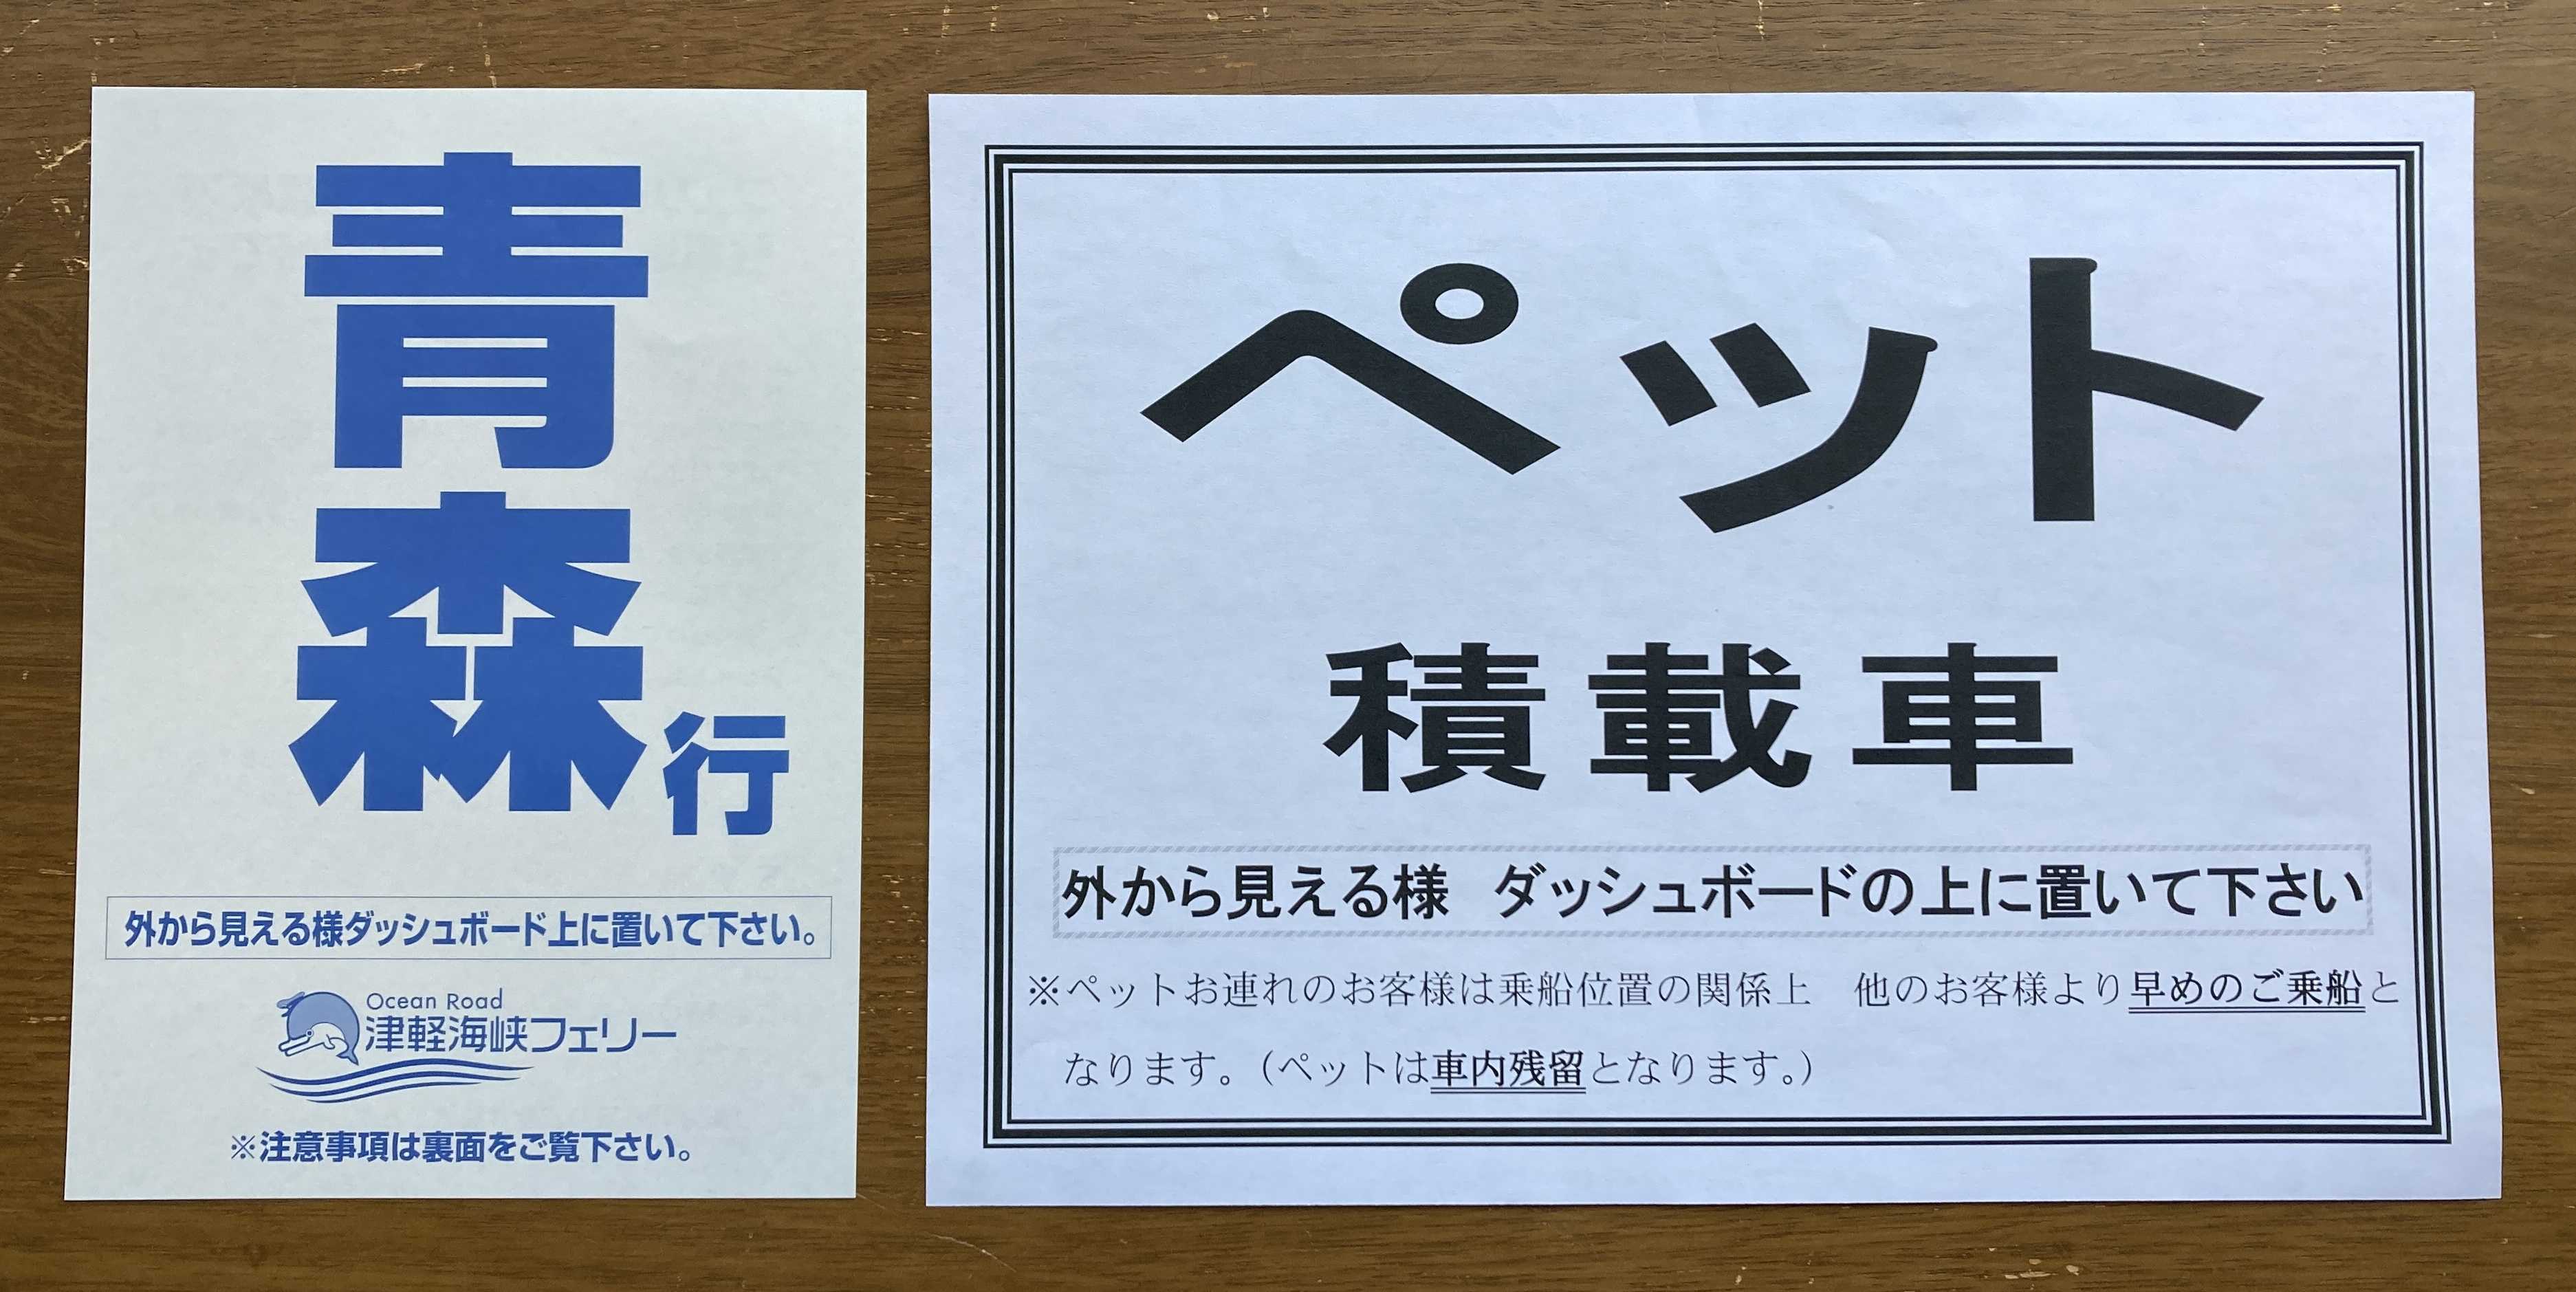 青森行
外から見える様ダッシュボード上に置いて下さい。
Ocean Road
津軽海峡フェリー
※注意事項は裏面をご覧下さい。
ペット
積載車
外から見える様　ダッシュボードの上に置いて下さい
※ペットお連れのお客様は乗船位置の関係上　他のお客様より早めのご乗船と
なります。（ペットは車内残留となります。）